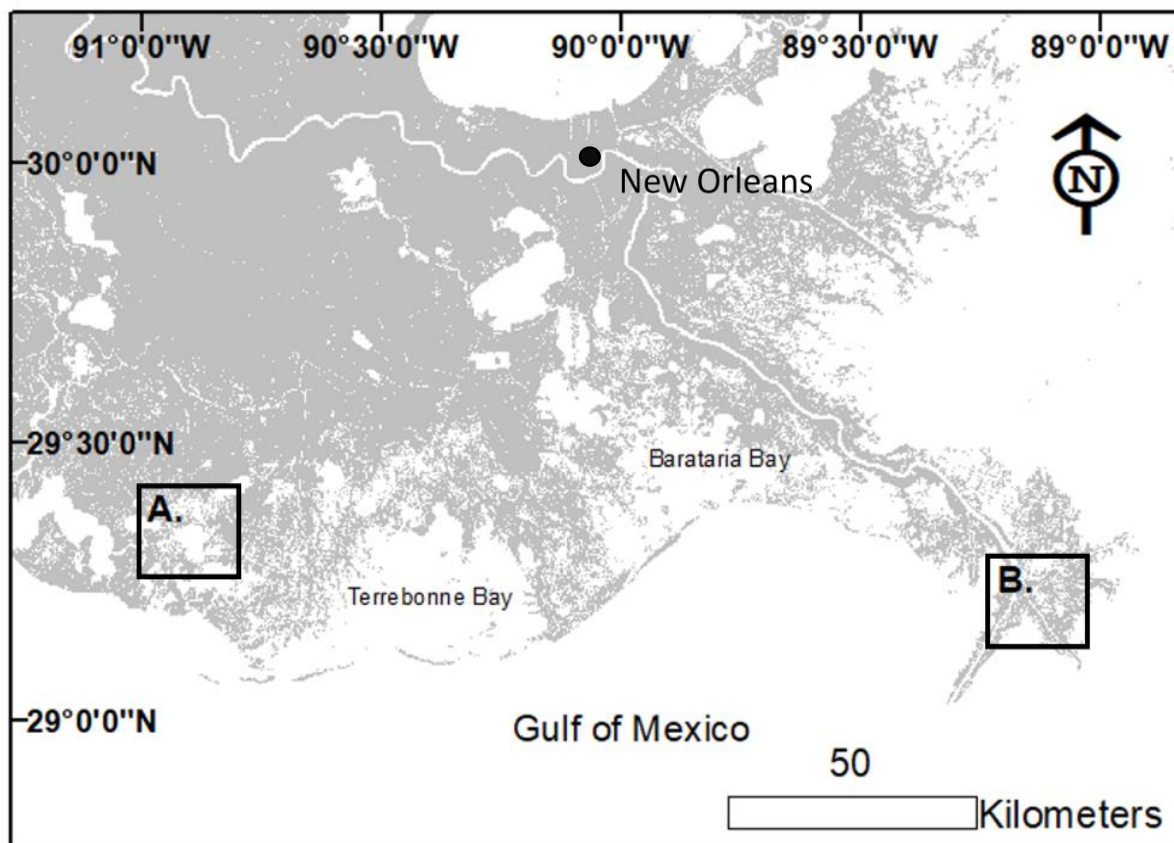 91°0'0"W 90°30'0"W 90°0'0"W 89°30'0"W 89°0'0"W
30°0'0"N
N
New Orleans
29°30'0"N
Barataria Bay
A.
Terrebonne Bay
B.
29°0'0"N
Gulf of Mexico
50
Kilometers